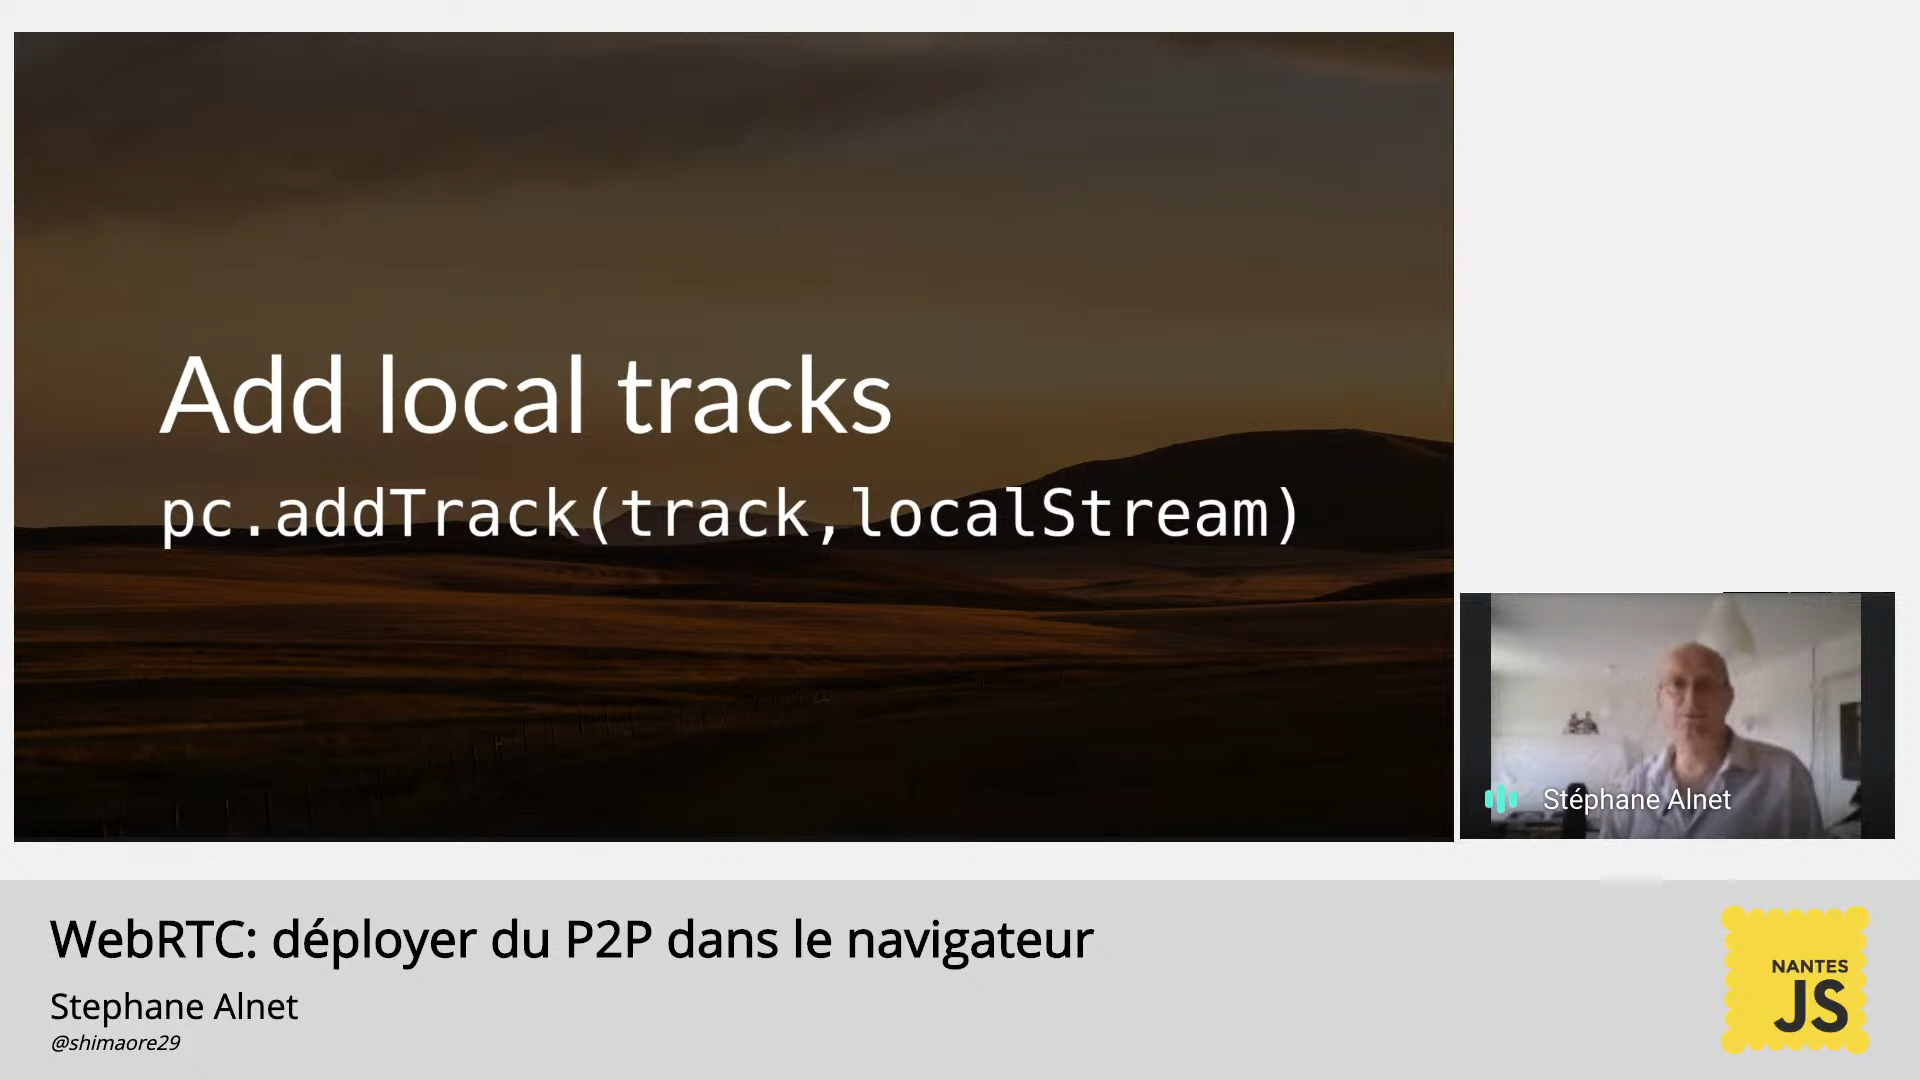 Add local tracks
pc.addTrack(track,localStream)
Stéphane Alnet
WebRTC: déployer du P2P dans le navigateur
Stephane Alnet
@shimaore29
NANTES
JS